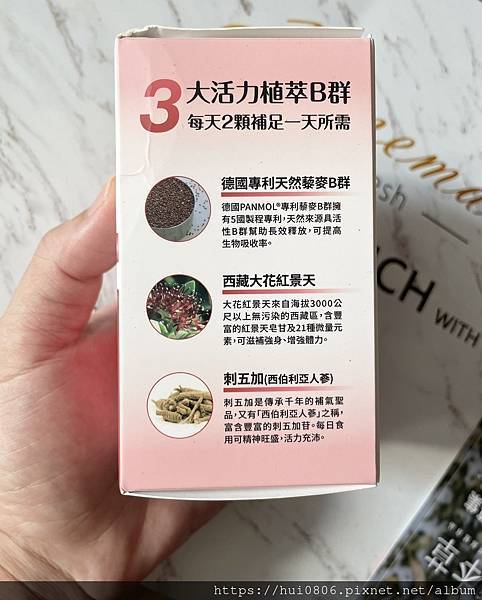 3大活力植萃B群
每天2顆補足一天所需
德國專利天然藜麥B群
德國PANMOL®專利藜麥B群擁
有5國製程專利,天然來源具活
性B群幫助長效釋放,可提高
生物吸收率。
西藏大花紅景天
大花紅景天來自海拔3000公
尺以上無污染的西藏區,含豐
富的紅景天皂甘及21種微量元
素,可滋補強身、增強體力。
刺五加(西伯利亞人蔘)
刺五加是傳承千年的補氣聖
品,又有「西伯利亞人蔘」之稱,
富含豐富的刺五加苷。每日食
用可精神旺盛,活力充沛。
ema
esh
CH WITH
https://hui0806.pixnet.net/album